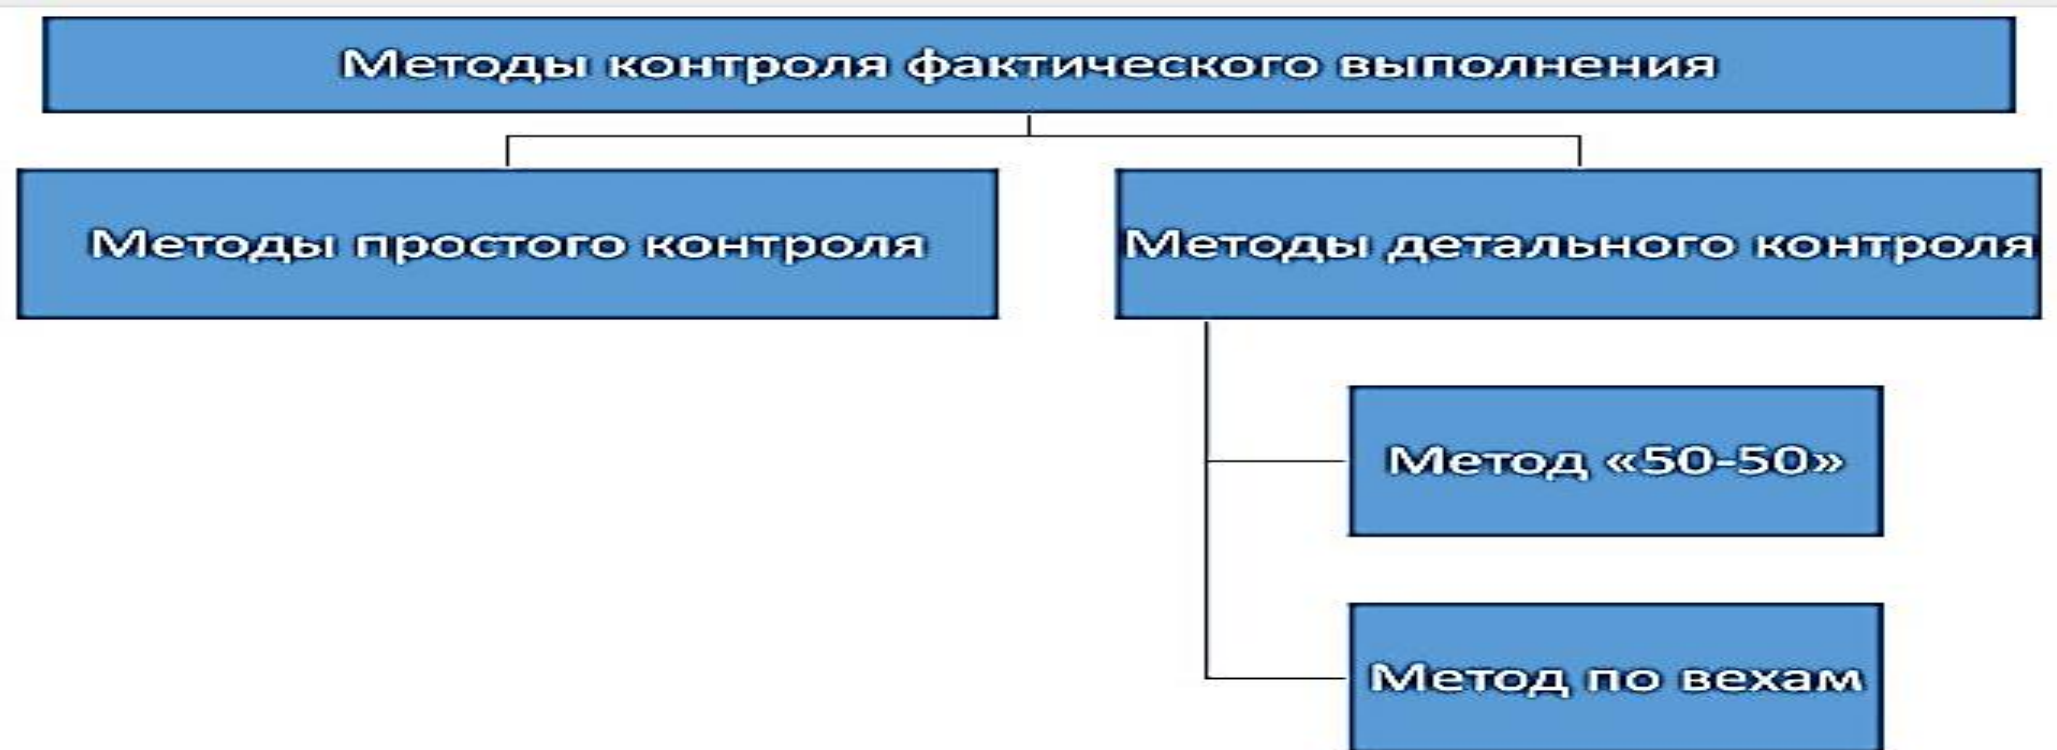 Методы контроля фактического выполнения
Методы простого контроля
Методы детального контроля
Метод «50-50»
Метод по вехам